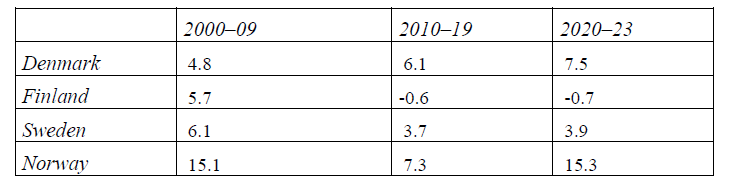 2000–09 2010–19 2020–23
Denmark 4.8 6.1 7.5
Finland 5.7 -0.6 -0.7
Sweden 6.1 3.7 3.9
Norway 15.1 7.3 15.3